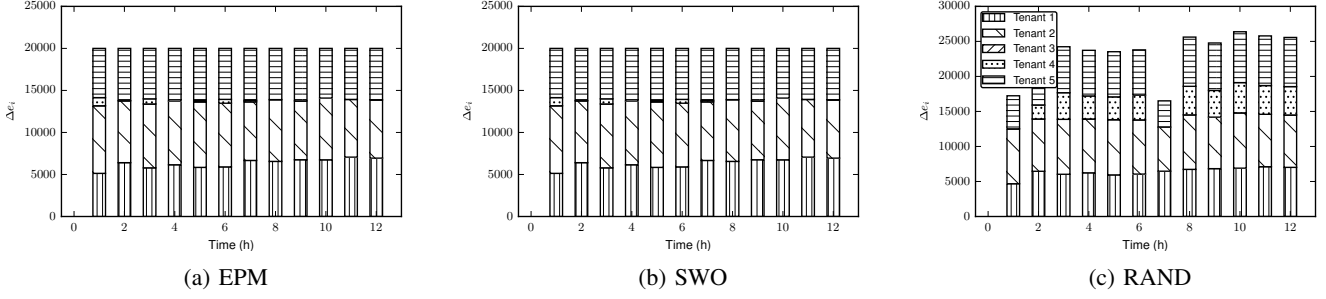 25000
20000
15000
10000
5000
0
Δe_i
0 2 4 6 8 10 12
Time (h)
(a) EPM
25000
20000
15000
10000
5000
0
Δe_i
0 2 4 6 8 10 12
Time (h)
(b) SWO
30000
25000
20000
15000
10000
5000
0
Δe_i
Tenant 1
Tenant 2
Tenant 3
Tenant 4
Tenant 5
0 2 4 6 8 10 12
Time (h)
(c) RAND